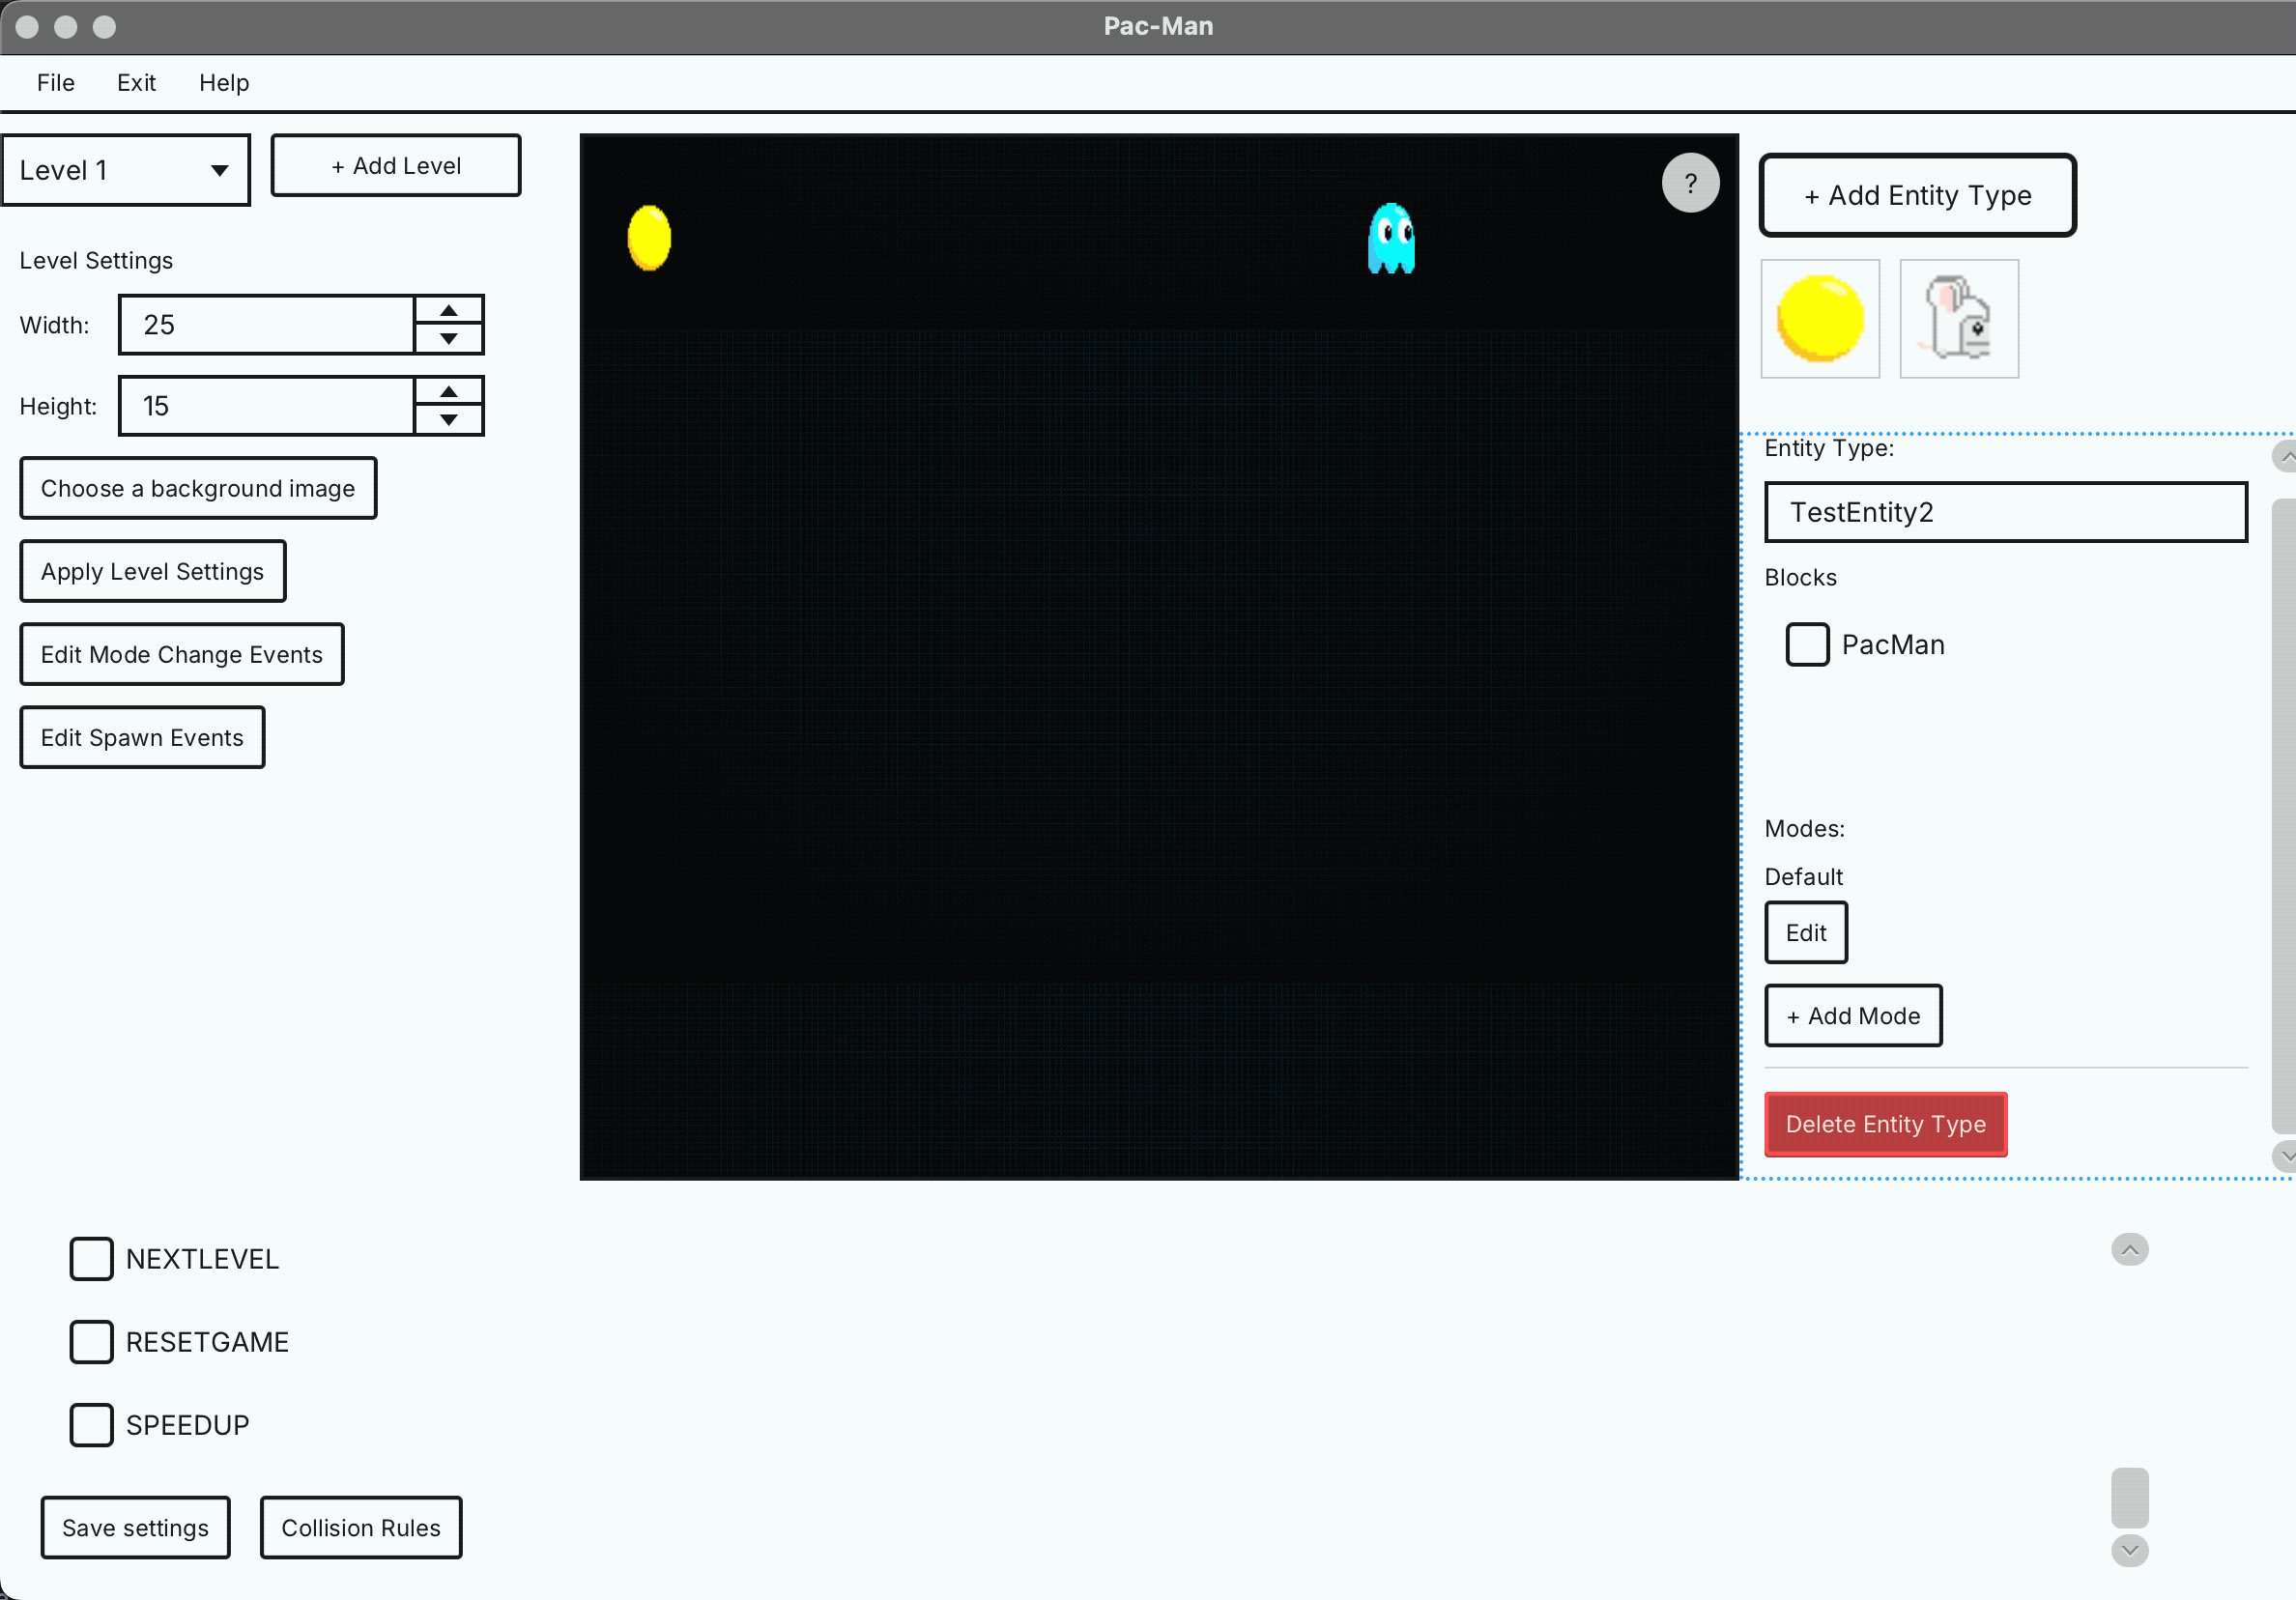 Pac-Man
File Exit Help
Level 1
+ Add Level
Level Settings
Width: 25
Height: 15
Choose a background image
Apply Level Settings
Edit Mode Change Events
Edit Spawn Events
?
+ Add Entity Type
Entity Type:
TestEntity2
Blocks
PacMan
Modes:
Default
Edit
+ Add Mode
Delete Entity Type
NEXTLEVEL
RESETGAME
SPEEDUP
Save settings
Collision Rules